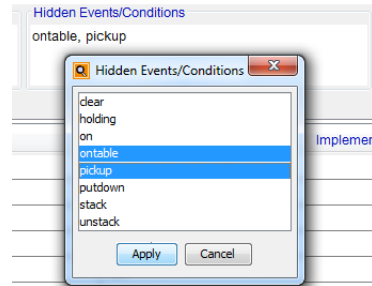 Hidden Events/Conditions
ontable, pickup
Hidden Events/Conditions
clear
holding
on
ontable
pickup
putdown
stack
unstack
Implemen
Apply
Cancel